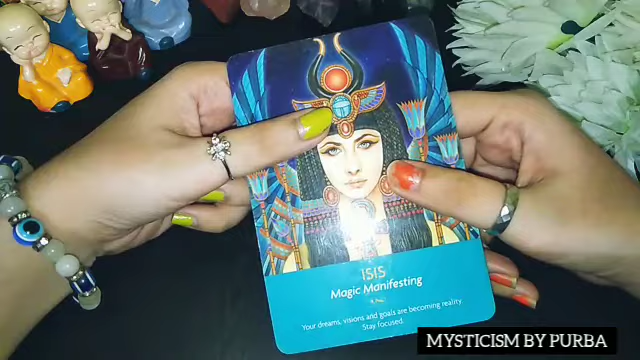 ISIS
Magic Manifesting
Your dreams, visions and goals are becoming reality
Stay focused.
MYSTICISM BY PURBA